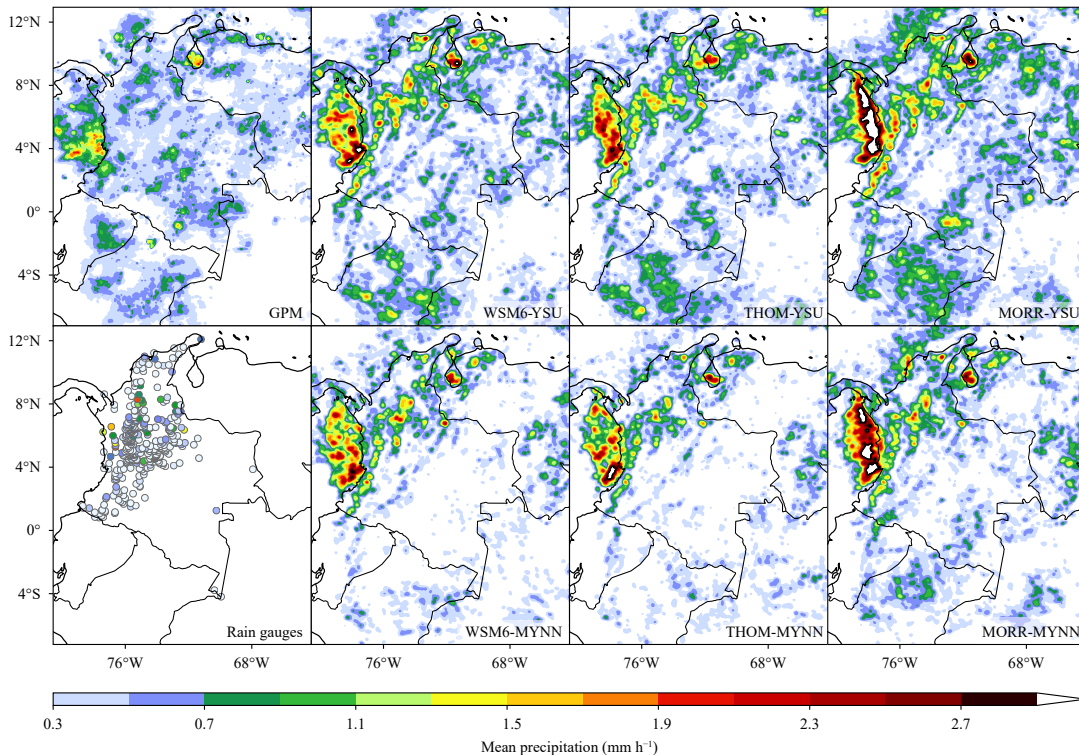 12°N
8°N
4°N
0°
4°S
GPM
WSM6-YSU
THOM-YSU
MORR-YSU
12°N
8°N
4°N
0°
4°S
Rain gauges
WSM6-MYNN
THOM-MYNN
MORR-MYNN
76°W 68°W 76°W 68°W 76°W 68°W 76°W 68°W
0.3 0.7 1.1 1.5 1.9 2.3 2.7
Mean precipitation (mm h⁻¹)